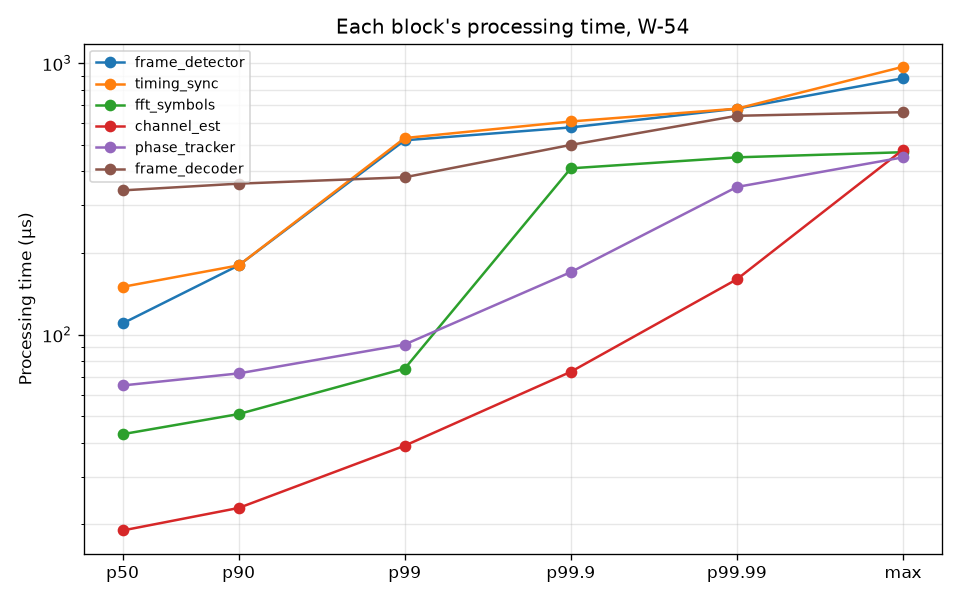 Each block's processing time, W-54
frame_detector
timing_sync
fft_symbols
channel_est
phase_tracker
frame_decoder
Processing time (µs)
10³
10²
p50
p90
p99
p99.9
p99.99
max